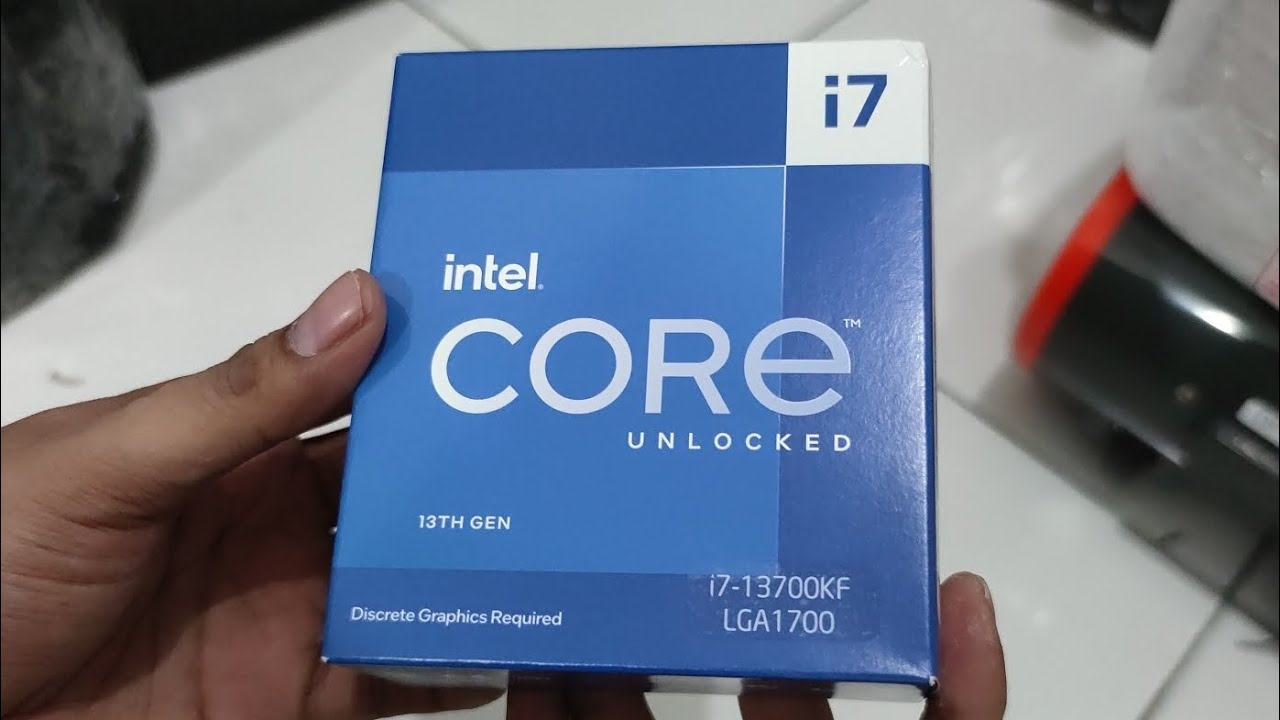 i7
intel.
CORE™
UNLOCKED
13TH GEN
i7-13700KF
LGA1700
Discrete Graphics Required